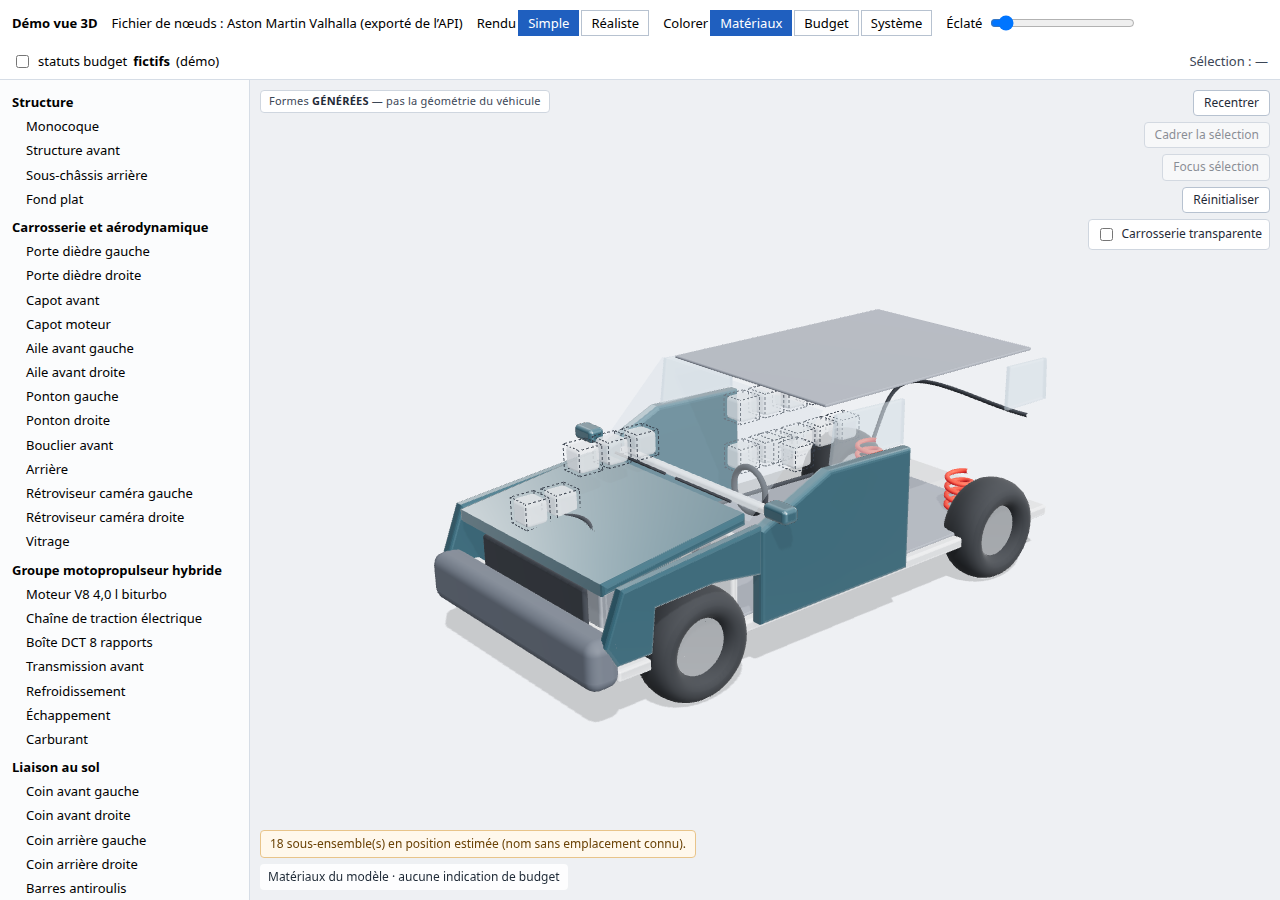 Démo vue 3D Fichier de nœuds : Aston Martin Valhalla (exporté de l’API) Rendu Simple Réaliste Colorer Matériaux Budget Système Éclaté
statuts budget fictifs (démo) Sélection : —
Structure
Monocoque
Structure avant
Sous-châssis arrière
Fond plat
Carrosserie et aérodynamique
Porte dièdre gauche
Porte dièdre droite
Capot avant
Capot moteur
Aile avant gauche
Aile avant droite
Ponton gauche
Ponton droite
Bouclier avant
Arrière
Rétroviseur caméra gauche
Rétroviseur caméra droite
Vitrage
Groupe motopropulseur hybride
Moteur V8 4,0 l biturbo
Chaîne de traction électrique
Boîte DCT 8 rapports
Transmission avant
Refroidissement
Échappement
Carburant
Liaison au sol
Coin avant gauche
Coin avant droite
Coin arrière gauche
Coin arrière droite
Barres antiroulis
Formes GÉNÉRÉES — pas la géométrie du véhicule
Recentrer
Cadrer la sélection
Focus sélection
Réinitialiser
Carrosserie transparente
18 sous-ensemble(s) en position estimée (nom sans emplacement connu).
Matériaux du modèle · aucune indication de budget